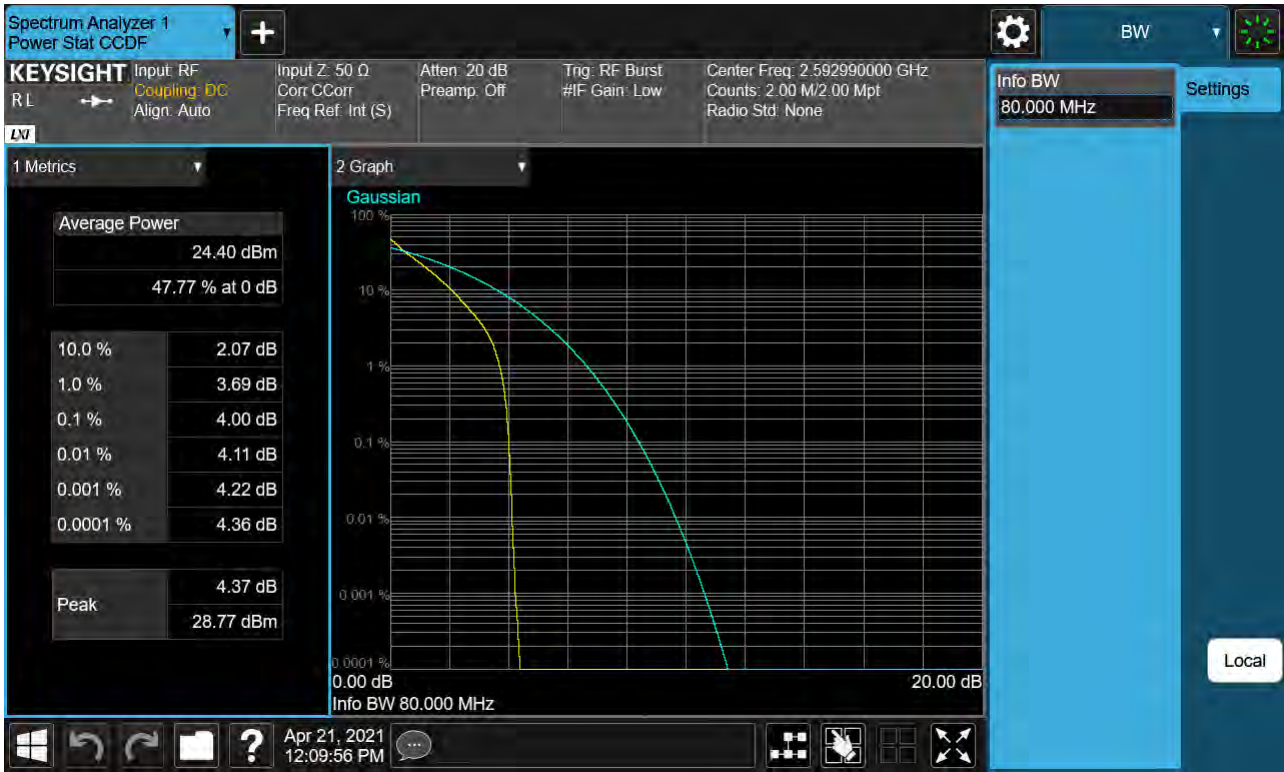 Spectrum Analyzer 1
Power Stat CCDF
+
BW
KEYSIGHT
RL
LXI
Input: RF
Coupling: DC
Align: Auto
Input Z: 50 Ω
Corr CCorr
Freq Ref: Int (S)
Atten: 20 dB
Preamp: Off
Trig: RF Burst
#IF Gain: Low
Center Freq: 2.592990000 GHz
Counts: 2.00 M/2.00 Mpt
Radio Std: None
Info BW
80.000 MHz
Settings
1 Metrics
Average Power
24.40 dBm
47.77 % at 0 dB
10.0 % 2.07 dB
1.0 % 3.69 dB
0.1 % 4.00 dB
0.01 % 4.11 dB
0.001 % 4.22 dB
0.0001 % 4.36 dB
Peak
4.37 dB
28.77 dBm
2 Graph
Gaussian
100 %
10 %
1 %
0.1 %
0.01 %
0.001 %
0.0001 %
0.00 dB 20.00 dB
Info BW 80.000 MHz
Local
?
Apr 21, 2021
12:09:56 PM